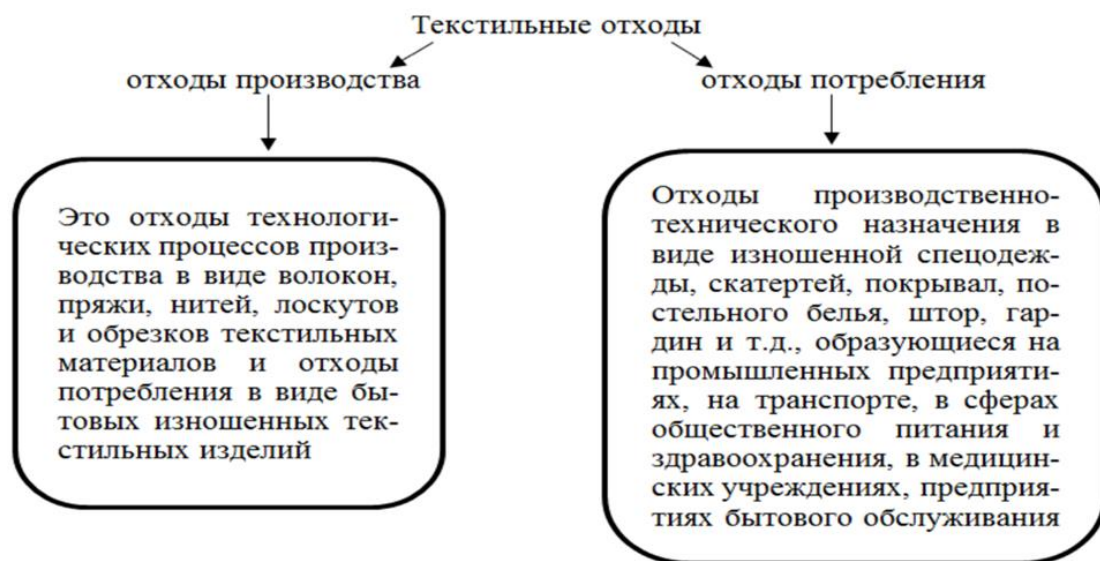 Текстильные отходы
отходы производства
отходы потребления
Это отходы технологи-
ческих процессов произ-
водства в виде волокон,
пряжи, нитей, лоскутов
и обрезков текстильных
материалов и отходы
потребления в виде бы-
товых изношенных тек-
стильных изделий
Отходы производственно-
технического назначения в
виде изношенной спецодеж-
ды, скатертей, покрывал, по-
стельного белья, штор, гар-
дин и т.д., образующиеся на
промышленных предприяти-
ях, на транспорте, в сферах
общественного питания и
здравоохранения, в медицин-
ских учреждениях, предприя-
тиях бытового обслуживания